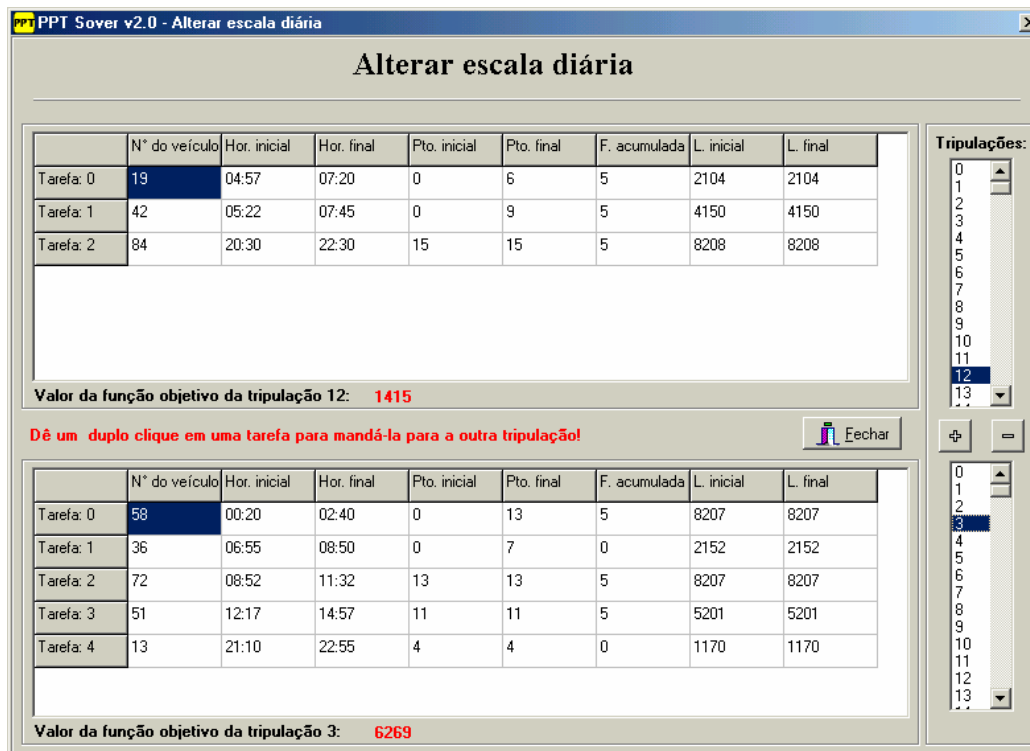 PPT PPT Sover v2.0 - Alterar escala diária
Alterar escala diária
N° do veículo Hor. inicial Hor. final Pto. inicial Pto. final F. acumulada L. inicial L. final
Tarefa: 0 19 04:57 07:20 0 6 5 2104 2104
Tarefa: 1 42 05:22 07:45 0 9 5 4150 4150
Tarefa: 2 84 20:30 22:30 15 15 5 8208 8208
Valor da função objetivo da tripulação 12: 1415
Tripulações:
0
1
2
3
4
5
6
7
8
9
10
11
12
13
Dê um duplo clique em uma tarefa para mandá-la para a outra tripulação!
Fechar
N° do veículo Hor. inicial Hor. final Pto. inicial Pto. final F. acumulada L. inicial L. final
Tarefa: 0 58 00:20 02:40 0 13 5 8207 8207
Tarefa: 1 36 06:55 08:50 0 7 0 2152 2152
Tarefa: 2 72 08:52 11:32 13 13 5 8207 8207
Tarefa: 3 51 12:17 14:57 11 11 5 5201 5201
Tarefa: 4 13 21:10 22:55 4 4 0 1170 1170
Valor da função objetivo da tripulação 3: 6269
0
1
2
3
4
5
6
7
8
9
10
11
12
13